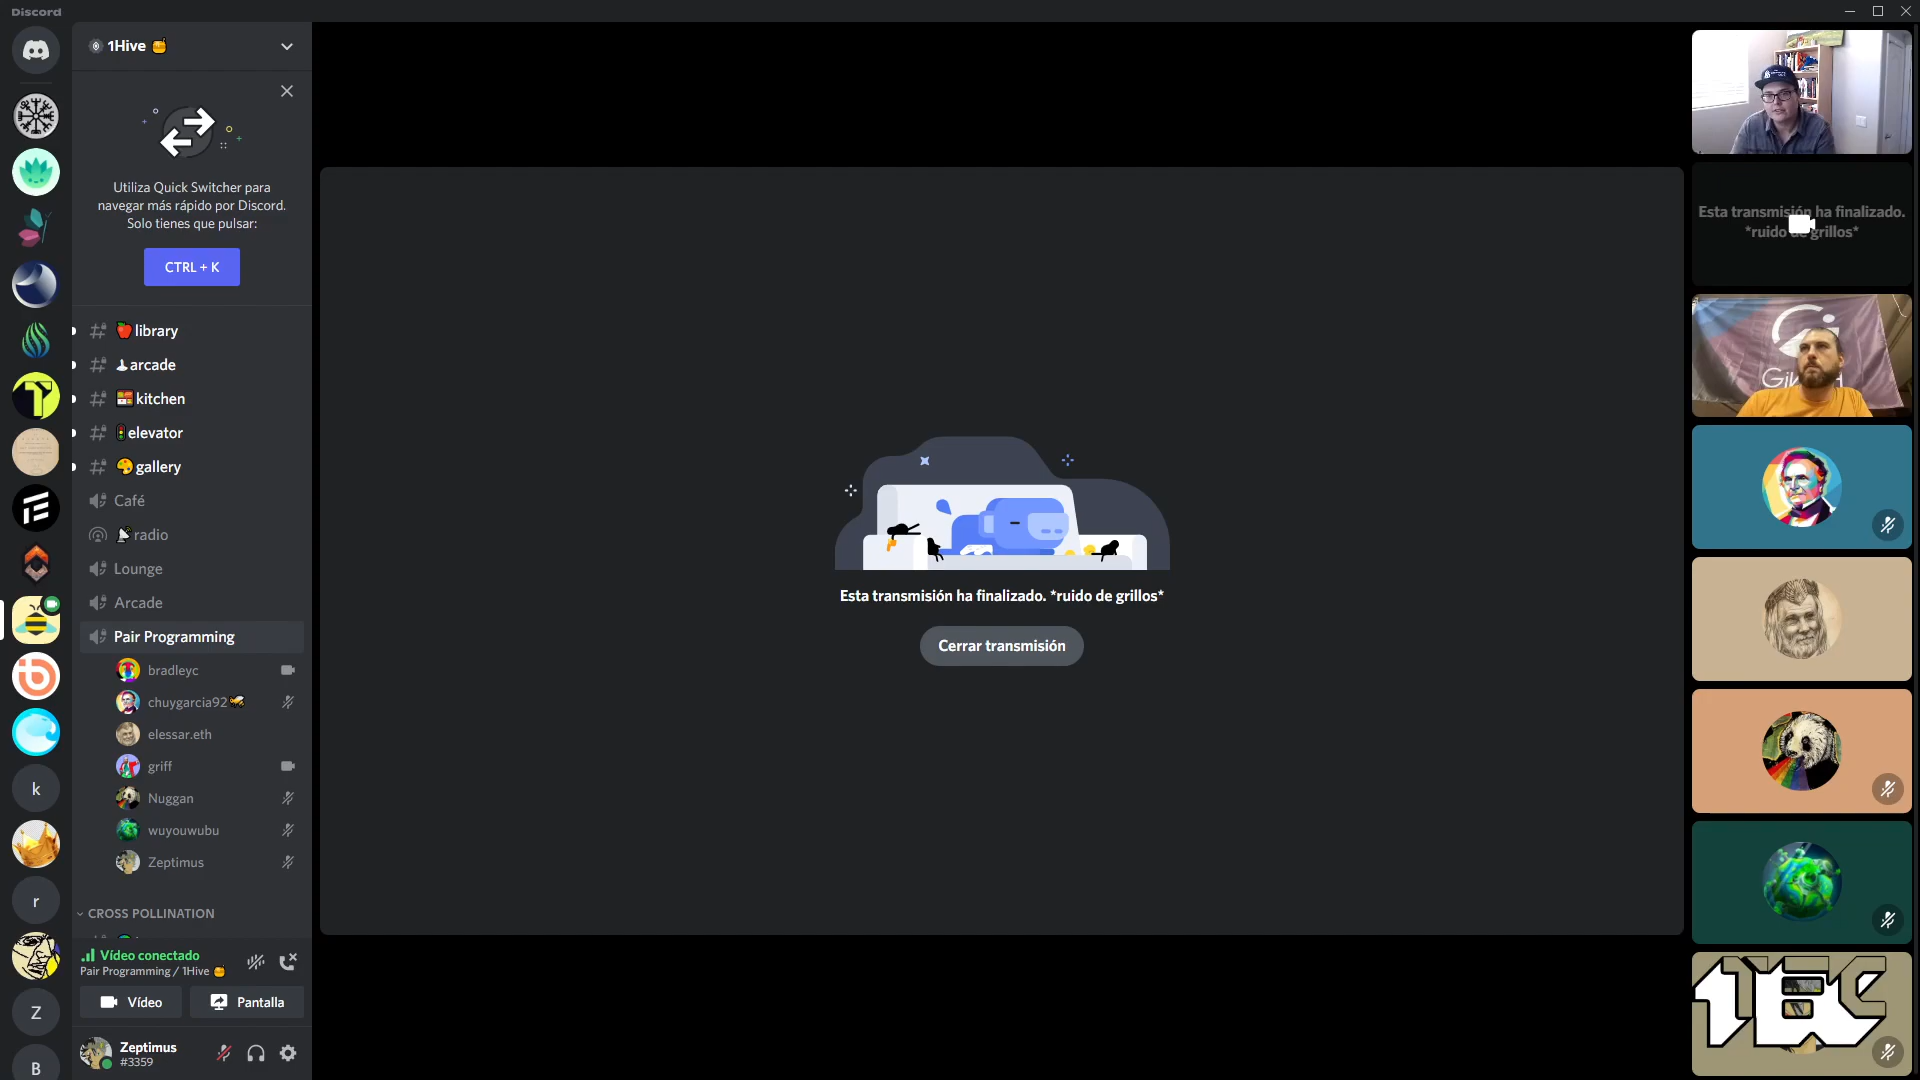 Discord
1Hive
Utiliza Quick Switcher para
navegar más rápido por Discord.
Solo tienes que pulsar:
CTRL + K
library
arcade
kitchen
elevator
gallery
Café
radio
Lounge
Arcade
Pair Programming
bradleyc
chuygarcia92
elessar.eth
griff
Nuggan
wuyouwubu
Zeptimus
CROSS POLLINATION
Vídeo conectado
Pair Programming / 1Hive
Vídeo
Pantalla
Zeptimus
#3359
k
r
Z
B
Esta transmisión ha finalizado. *ruido de grillos*
Cerrar transmisión
Esta transmisión ha finalizado.
*ruido de grillos*